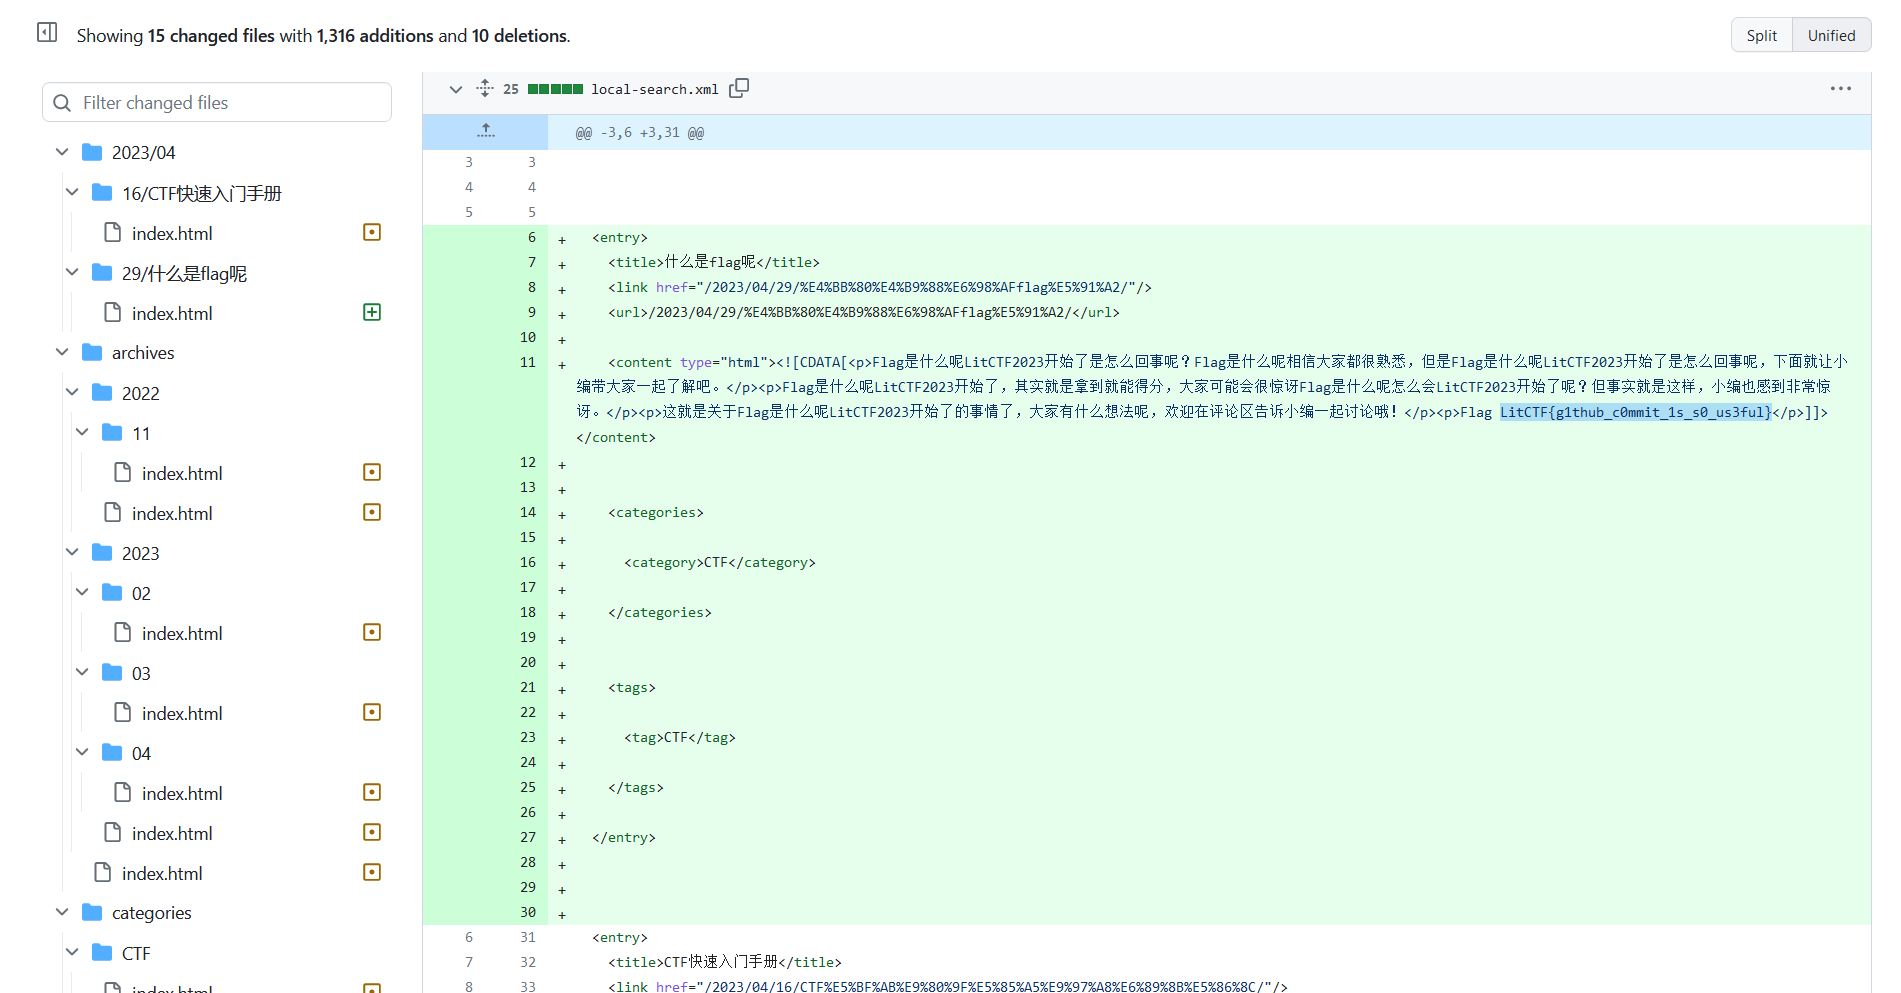 Showing 15 changed files with 1,316 additions and 10 deletions.
Split Unified
Filter changed files
2023/04
16/CTF快速入门手册
index.html
29/什么是flag呢
index.html
archives
2022
11
index.html
index.html
2023
02
index.html
03
index.html
04
index.html
index.html
index.html
categories
CTF
index.html
25 local-search.xml
@@ -3,6 +3,31 @@
3 3
4 4
5 5
6 + <entry>
7 + <title>什么是flag呢</title>
8 + <link href="/2023/04/29/%E4%BB%80%E4%B9%88%E6%98%AFflag%E5%91%A2/"/>
9 + <url>/2023/04/29/%E4%BB%80%E4%B9%88%E6%98%AFflag%E5%91%A2/</url>
10 +
11 + <content type="html"><![CDATA[<p>Flag是什么呢LitCTF2023开始了是怎么回事呢？Flag是什么呢相信大家都很熟悉，但是Flag是什么呢LitCTF2023开始了是怎么回事呢，下面就让小
编带大家一起了解吧。</p><p>Flag是什么呢LitCTF2023开始了，其实就是拿到就能得分，大家可能会很惊讶Flag是什么呢怎么会LitCTF2023开始了呢？但事实就是这样，小编也感到非常惊
讶。</p><p>这就是关于Flag是什么呢LitCTF2023开始了的事情了，大家有什么想法呢，欢迎在评论区告诉小编一起讨论哦！</p><p>Flag LitCTF{g1thub_c0mmit_1s_s0_us3ful}</p>]]>
</content>
12 +
13 +
14 + <categories>
15 +
16 + <category>CTF</category>
17 +
18 + </categories>
19 +
20 +
21 + <tags>
22 +
23 + <tag>CTF</tag>
24 +
25 + </tags>
26 +
27 + </entry>
28 +
29 +
30 +
6 31 <entry>
7 32 <title>CTF快速入门手册</title>
8 33 <link href="/2023/04/16/CTF%E5%BF%AB%E9%80%9F%E5%85%A5%E9%97%A8%E6%89%8B%E5%86%8C/"/>